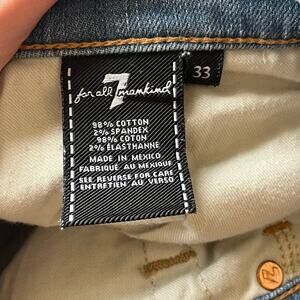 for all 7 mankind
33
98% COTTON
2% SPANDEX
98% COTON
2% ÉLASTHANNE
MADE IN MEXICO
FABRIQUÉ AU MEXIQUE
SEE REVERSE FOR CARE
ENTRETIEN AU VERSO